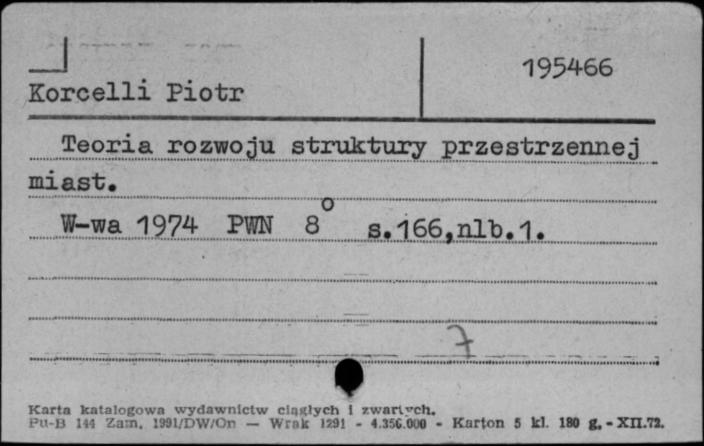 195466
Korcelli Piotr
Teoria rozwoju struktury przestrzennej
miast.
W-wa 1974 PWN 8° s.166,nlb.1.
7
Karta katalogowa wydawnictw ciągłych i zwartych.
Pu-B 144 Zam. 1991/DW/On — Wrak 1291 - 4.356.000 - Karton 5 kl. 180 g. - XII.72.